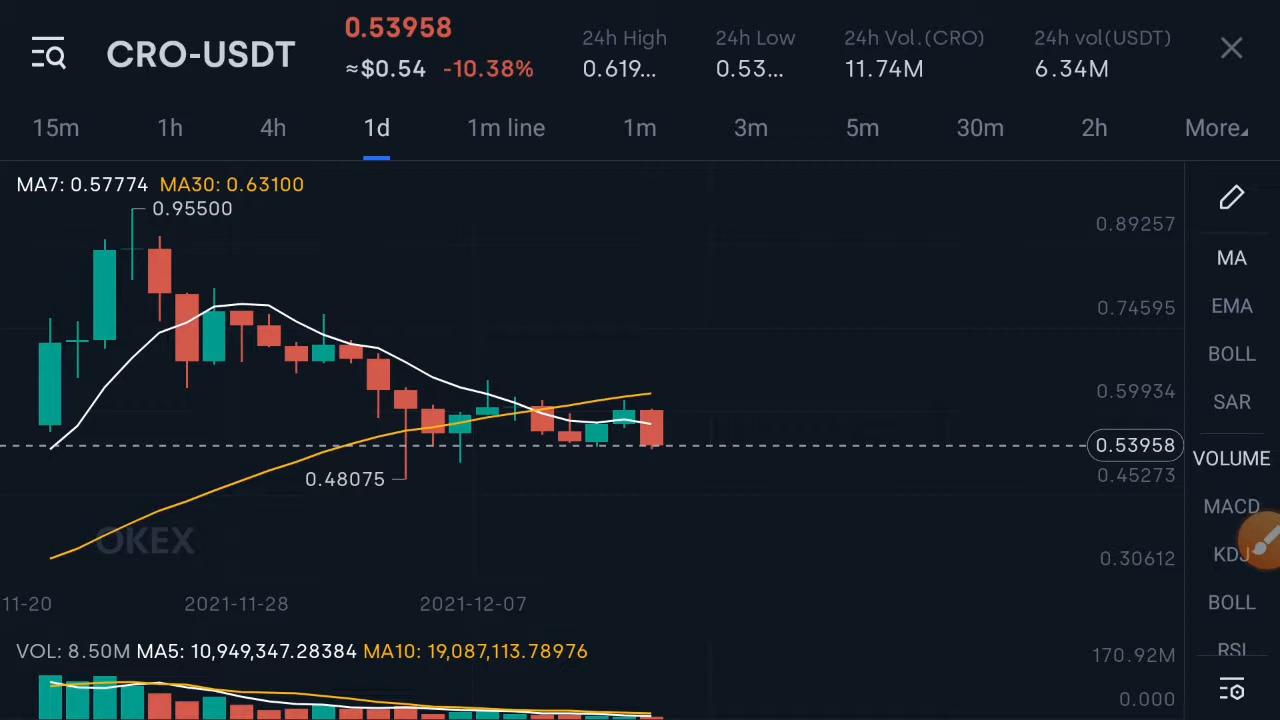 CRO-USDT
0.53958
≈$0.54 -10.38%
24h High
0.619...
24h Low
0.53...
24h Vol.(CRO)
11.74M
24h vol(USDT)
6.34M
15m 1h 4h 1d 1m line 1m 3m 5m 30m 2h More
MA7: 0.57774 MA30: 0.63100
0.95500
0.89257
0.74595
0.59934
0.53958
0.45273
0.48075
0.30612
OKEX
11-20 2021-11-28 2021-12-07
VOL: 8.50M MA5: 10,949,347.28384 MA10: 19,087,113.78976
170.92M
0.000
MA
EMA
BOLL
SAR
VOLUME
MACD
KDJ
BOLL
RSI